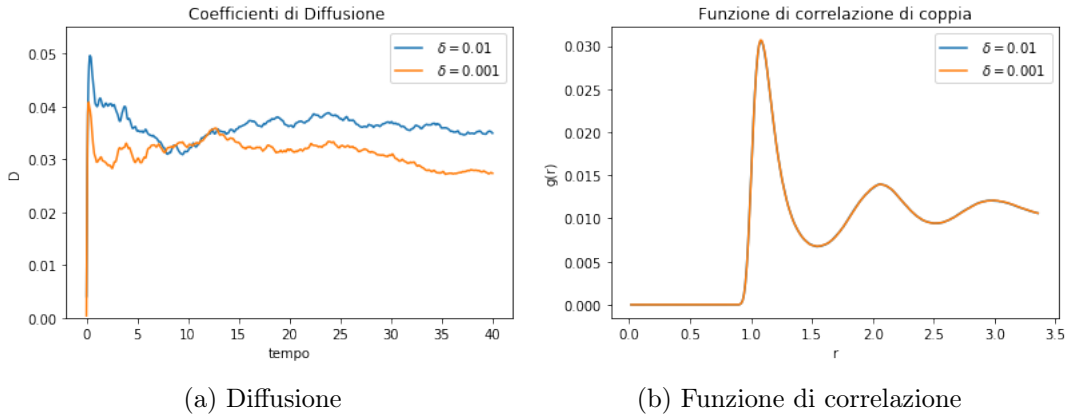 Coefficienti di Diffusione
δ = 0.01
δ = 0.001
0.05
0.04
0.03
0.02
0.01
0.00
D
0
5
10
15
20
25
30
35
40
tempo
(a) Diffusione
Funzione di correlazione di coppia
δ = 0.01
δ = 0.001
0.030
0.025
0.020
0.015
0.010
0.005
0.000
g(r)
0.0
0.5
1.0
1.5
2.0
2.5
3.0
3.5
r
(b) Funzione di correlazione